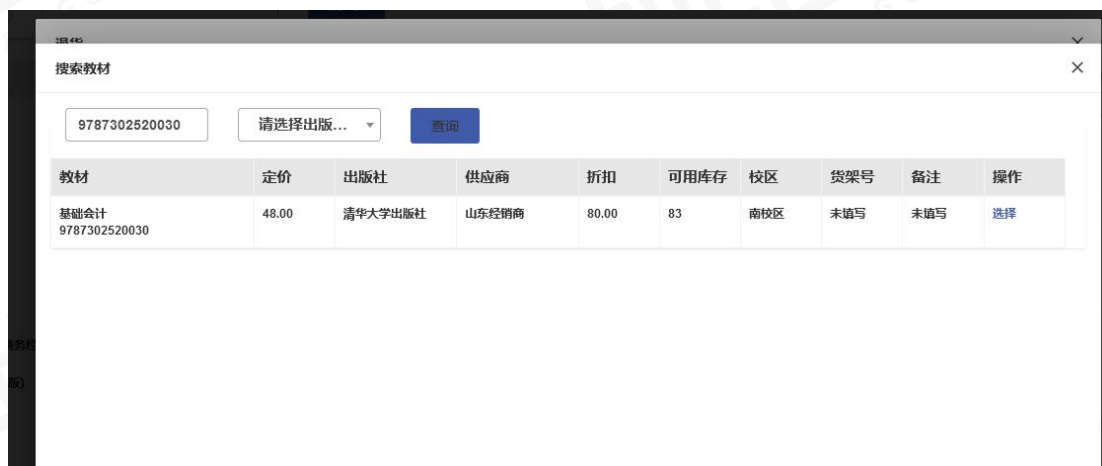 退货
搜索教材
9787302520030 请选择出版... 查询
教材 定价 出版社 供应商 折扣 可用库存 校区 货架号 备注 操作
基础会计 48.00 清华大学出版社 山东经销商 80.00 83 南校区 未填写 未填写 选择
9787302520030
版)